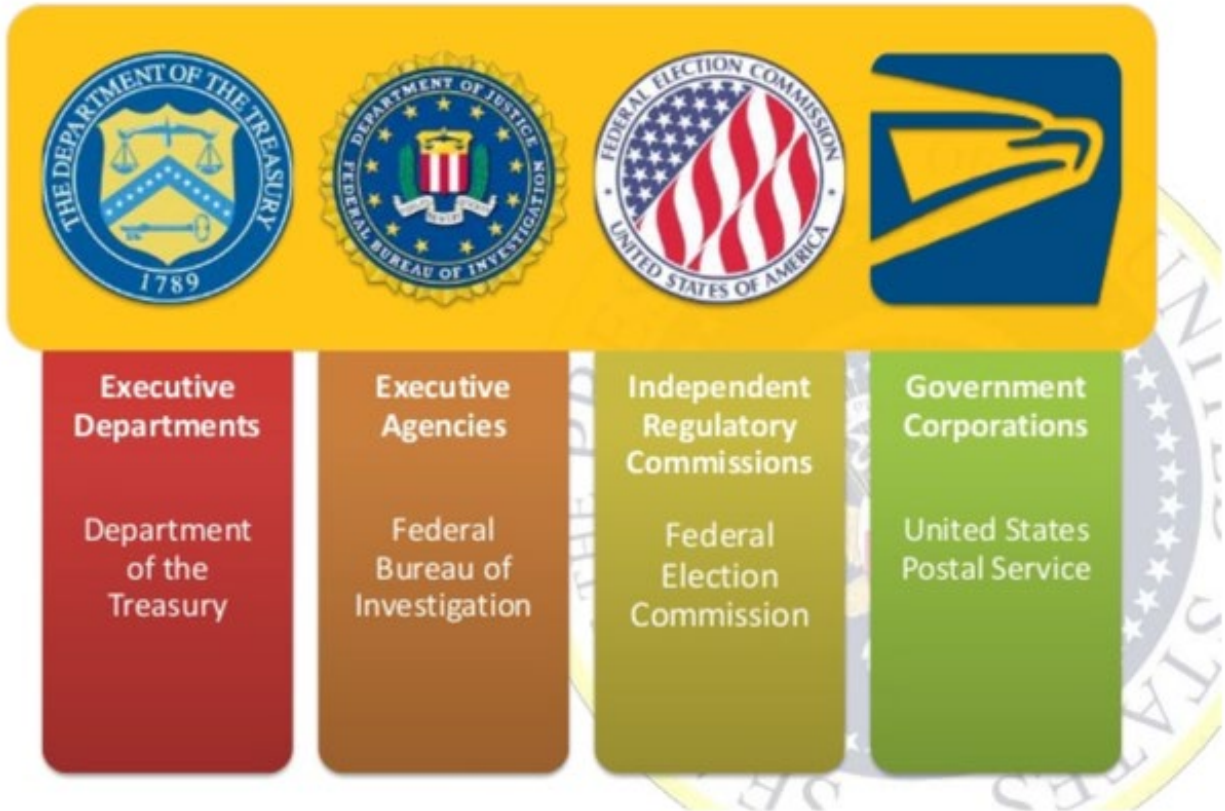 THE DEPARTMENT OF THE TREASURY
1789
DEPARTMENT OF JUSTICE
FEDERAL BUREAU OF INVESTIGATION
FEDERAL ELECTION COMMISSION
UNITED STATES OF AMERICA
Executive
Departments
Department
of the
Treasury
Executive
Agencies
Federal
Bureau of
Investigation
Independent
Regulatory
Commissions
Federal
Election
Commission
Government
Corporations
United States
Postal Service